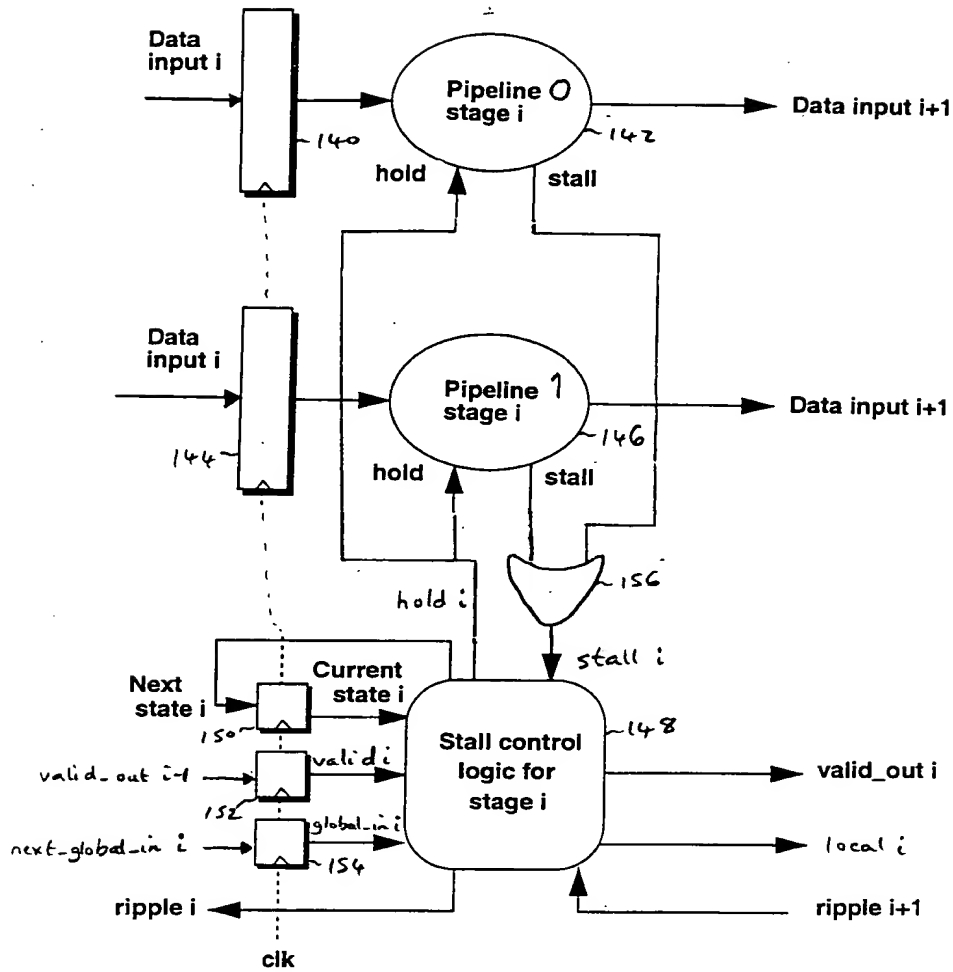 Data
input i
Pipeline 0
stage i
Data input i+1
140
142
hold
stall
Data
input i
Pipeline 1
stage i
Data input i+1
144
146
hold
stall
156
hold i
stall i
Next
state i
Current
state i
150
148
Stall control
logic for
stage i
valid_out i-1
valid i
valid_out i
152
next_global_in i
global_in i
154
local i
ripple i
ripple i+1
clk